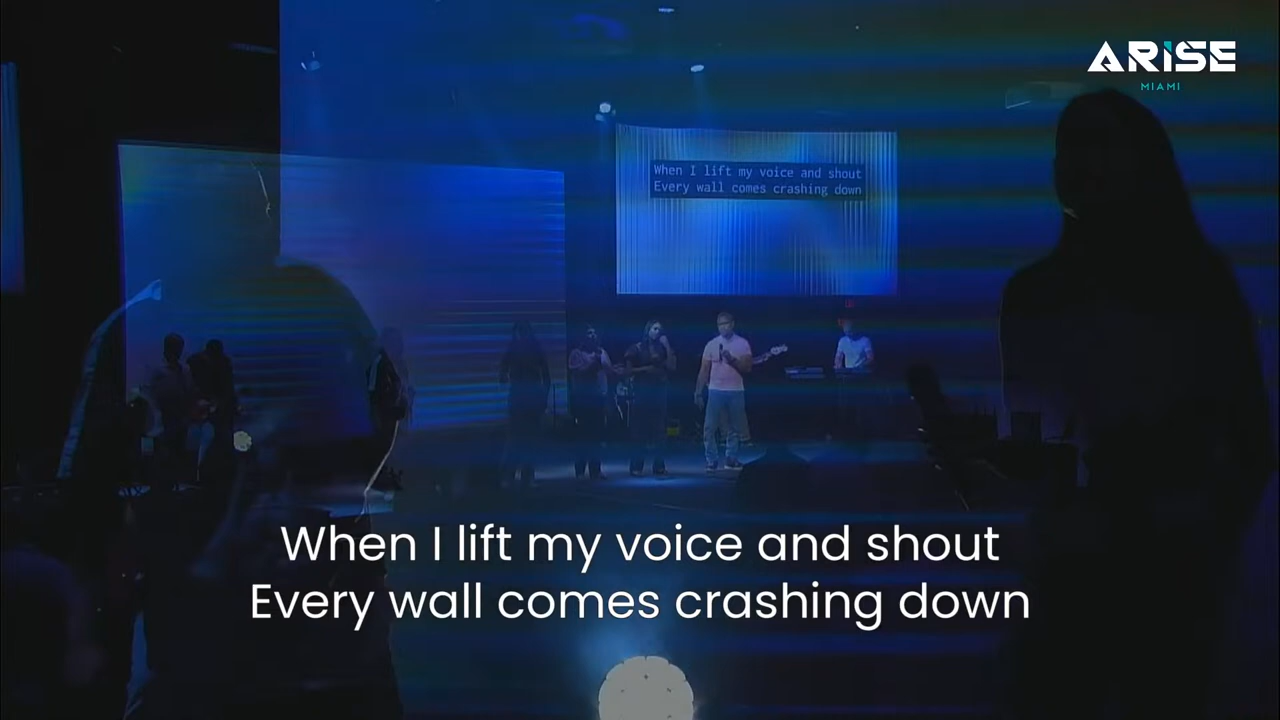 ARISE
MIAMI
When I lift my voice and shout
Every wall comes crashing down
When I lift my voice and shout
Every wall comes crashing down